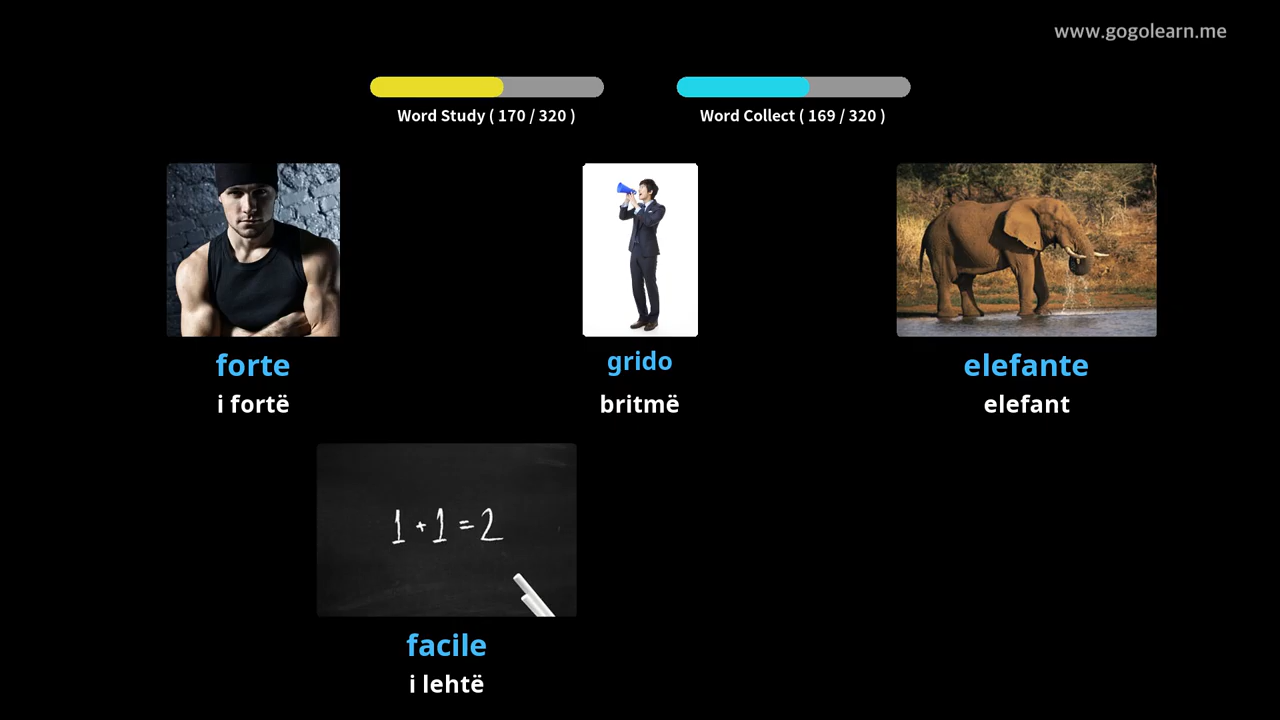 www.gogolearn.me
Word Study ( 170 / 320 )
Word Collect ( 169 / 320 )
forte
i fortë
grido
britmë
elefante
elefant
1 + 1 = 2
facile
i lehtë